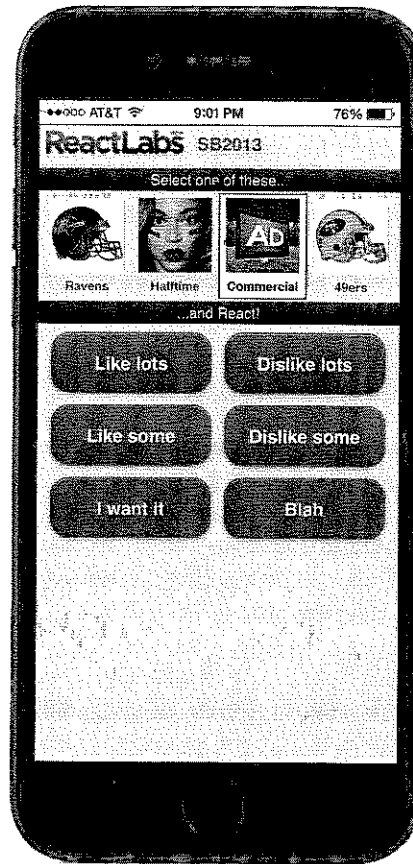 AT&T 9:01 PM 76%
ReactLabs SB2013
Select one of these...
AD
Ravens Halftime Commercial 49ers
...and React!
Like lots Dislike lots
Like some Dislike some
I want it Blah